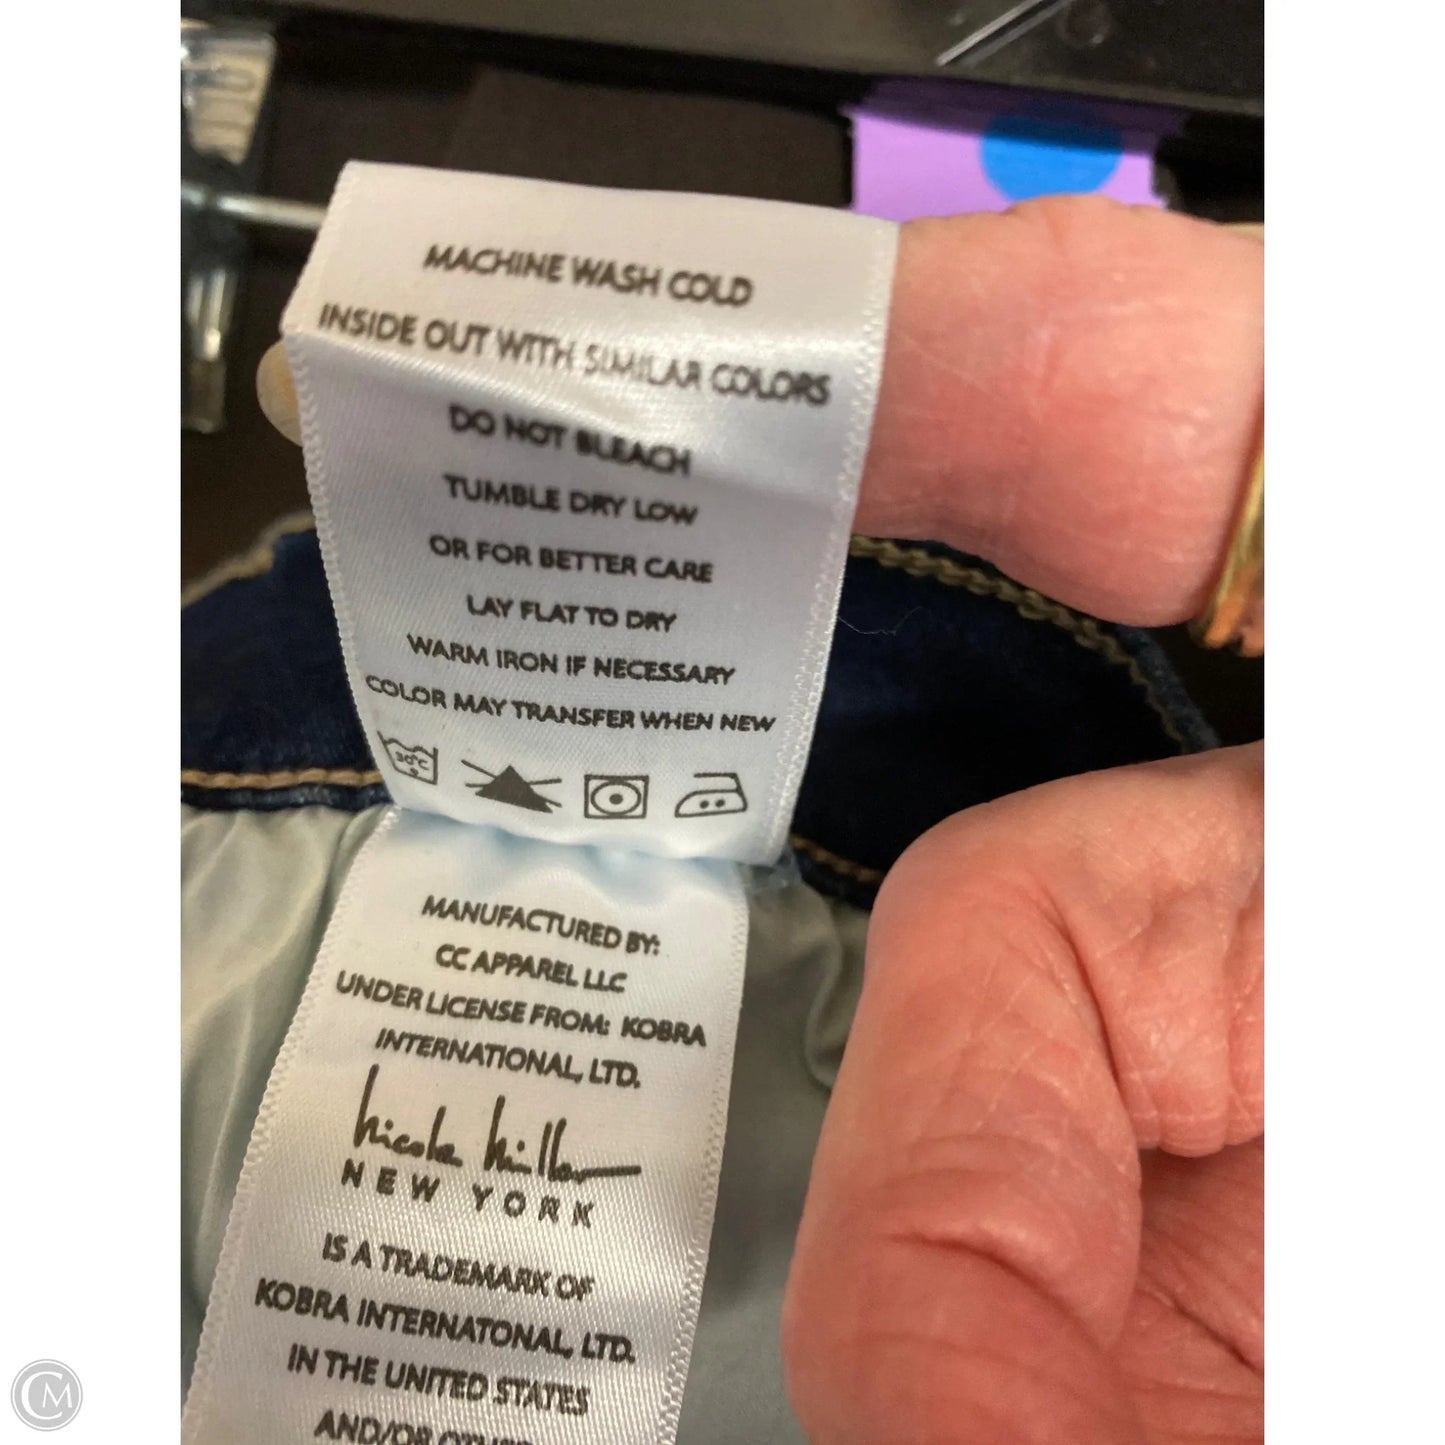 MACHINE WASH COLD
INSIDE OUT WITH SIMILAR COLORS
DO NOT BLEACH
TUMBLE DRY LOW
OR FOR BETTER CARE
LAY FLAT TO DRY
WARM IRON IF NECESSARY
COLOR MAY TRANSFER WHEN NEW
30°C
MANUFACTURED BY:
CC APPAREL LLC
UNDER LICENSE FROM: KOBRA
INTERNATIONAL, LTD.
nicole miller
NEW YORK
IS A TRADEMARK OF
KOBRA INTERNATONAL, LTD.
IN THE UNITED STATES
AND/OR
CM